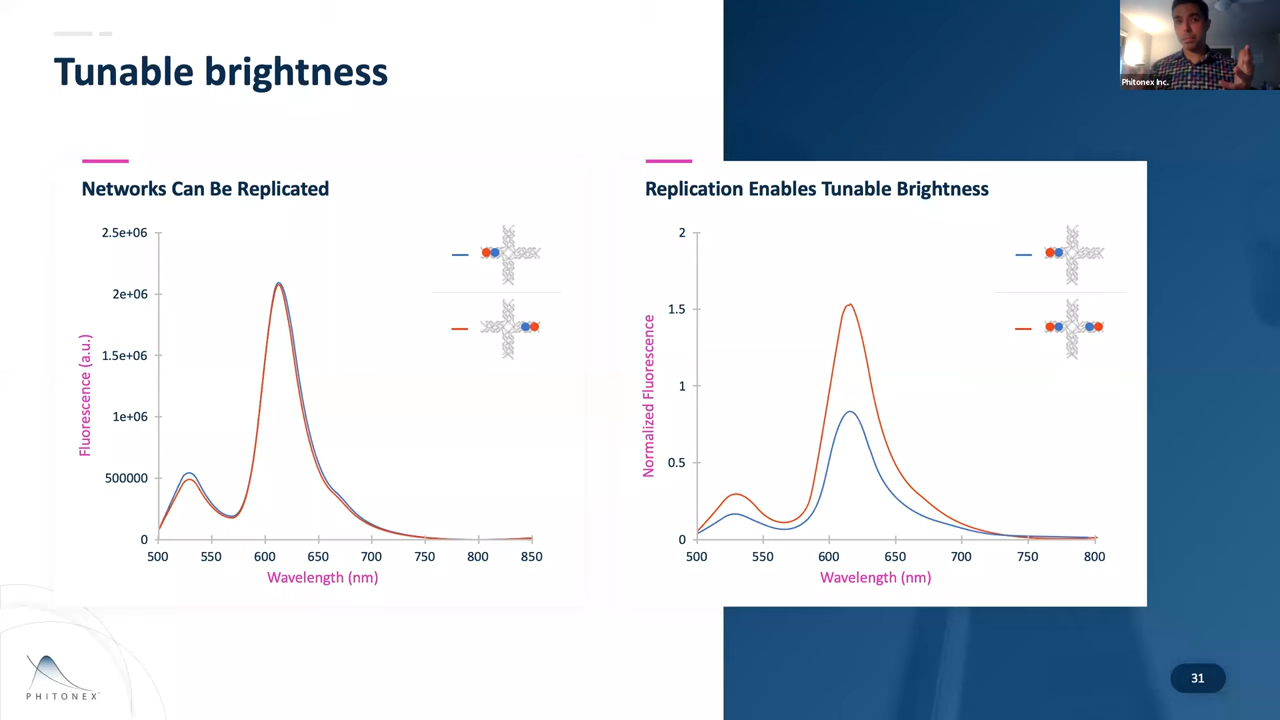 Tunable brightness
Phitonex Inc.
Networks Can Be Replicated
2.5e+06
2e+06
1.5e+06
1e+06
500000
0
Fluorescence (a.u.)
500 550 600 650 700 750 800 850
Wavelength (nm)
Replication Enables Tunable Brightness
2
1.5
1
0.5
0
Normalized Fluorescence
500 550 600 650 700 750 800
Wavelength (nm)
PHITONEX
31